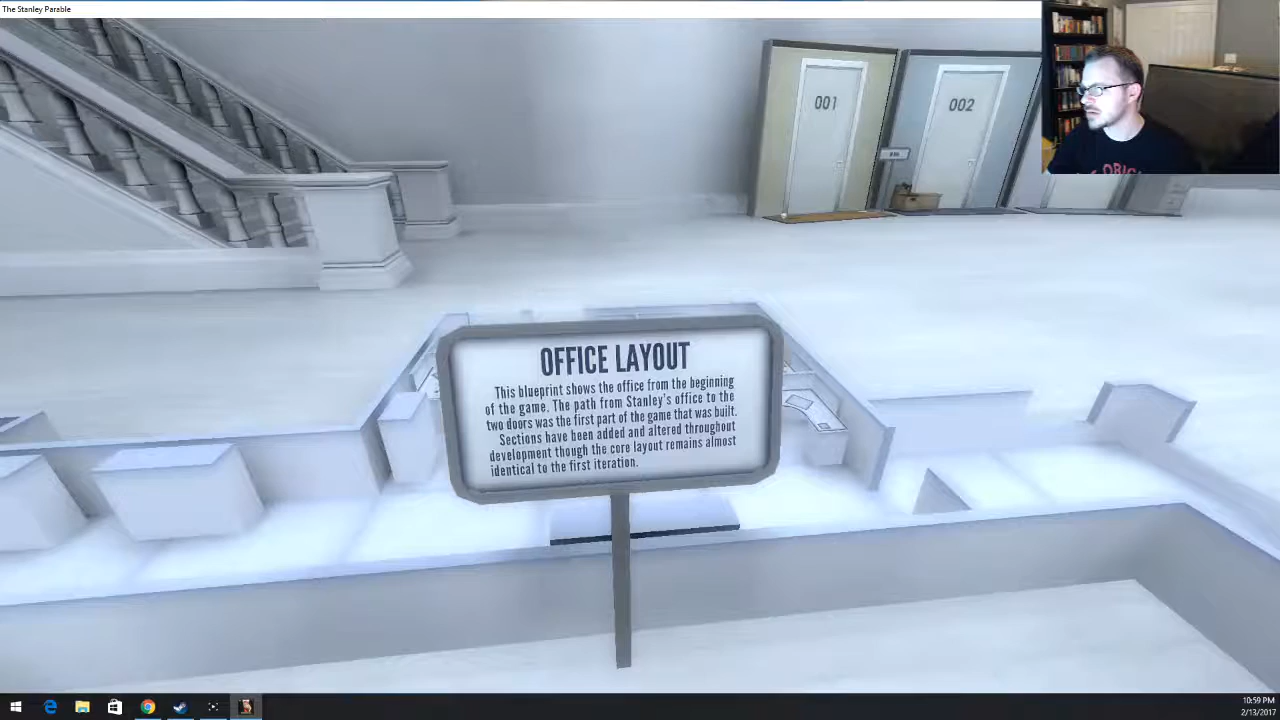 The Stanley Parable
001
002
OFFICE LAYOUT
This blueprint shows the office from the beginning
of the game. The path from Stanley's office to the
two doors was the first part of the game that was built.
Sections have been added and altered throughout
development though the core layout remains almost
identical to the first iteration.
10:59 PM
2/13/2017